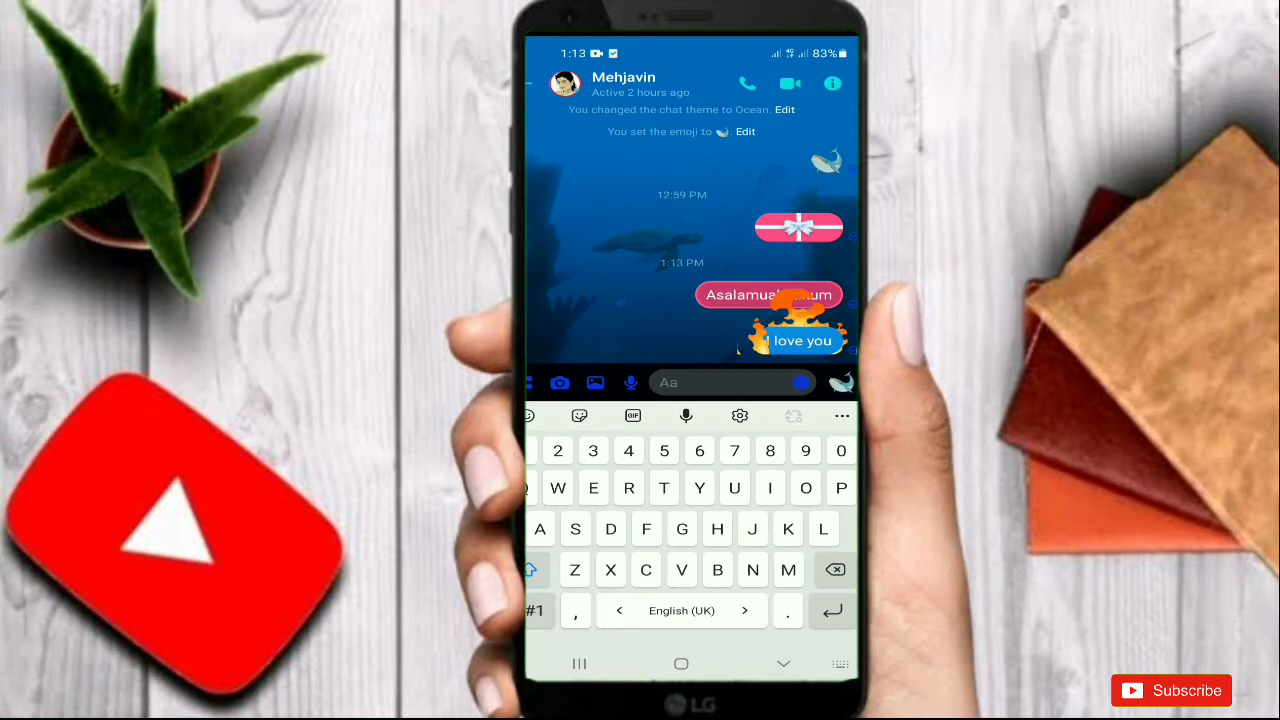 1:13 83%
Mehjavin
Active 2 hours ago
You changed the chat theme to Ocean. Edit
You set the emoji to 🐳. Edit
12:59 PM
1:13 PM
love you
Aa
GIF
2 3 4 5 6 7 8 9 0
W E R T Y U I O P
A S D F G H J K L
Z X C V B N M
#1 , < English (UK) > .
LG
Subscribe